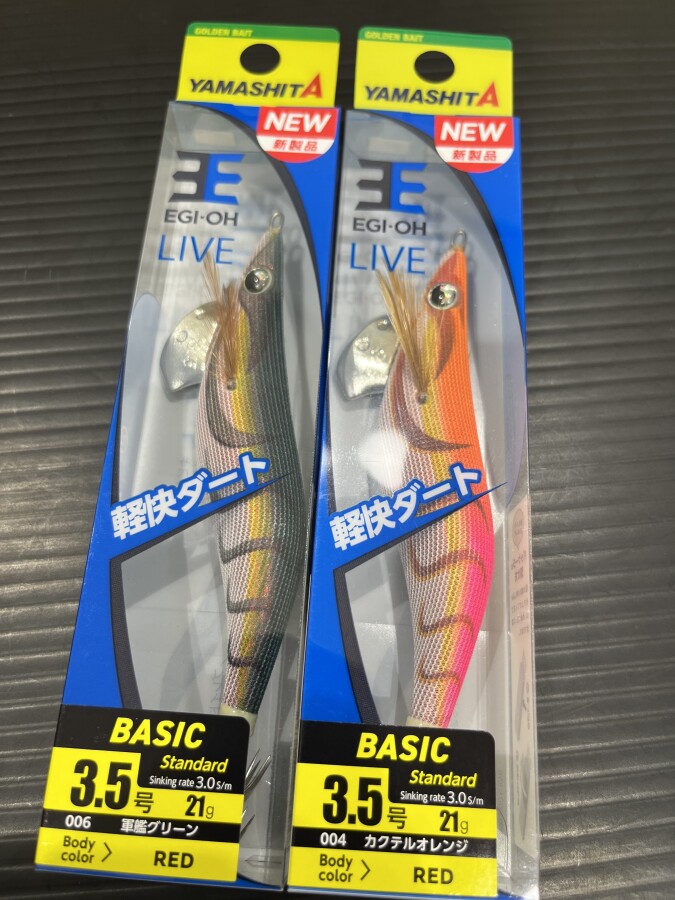 GOLDEN BAIT
YAMASHITA
NEW
新製品
EGI-OH
LIVE
軽快ダート
BASIC
Standard
Sinking rate 3.0 S/m
3.5号
21g
006 軍艦グリーン
Body color > RED
GOLDEN BAIT
YAMASHITA
NEW
新製品
EGI-OH
LIVE
軽快ダート
BASIC
Standard
Sinking rate 3.0 S/m
3.5号
21g
004 カクテルオレンジ
Body color > RED